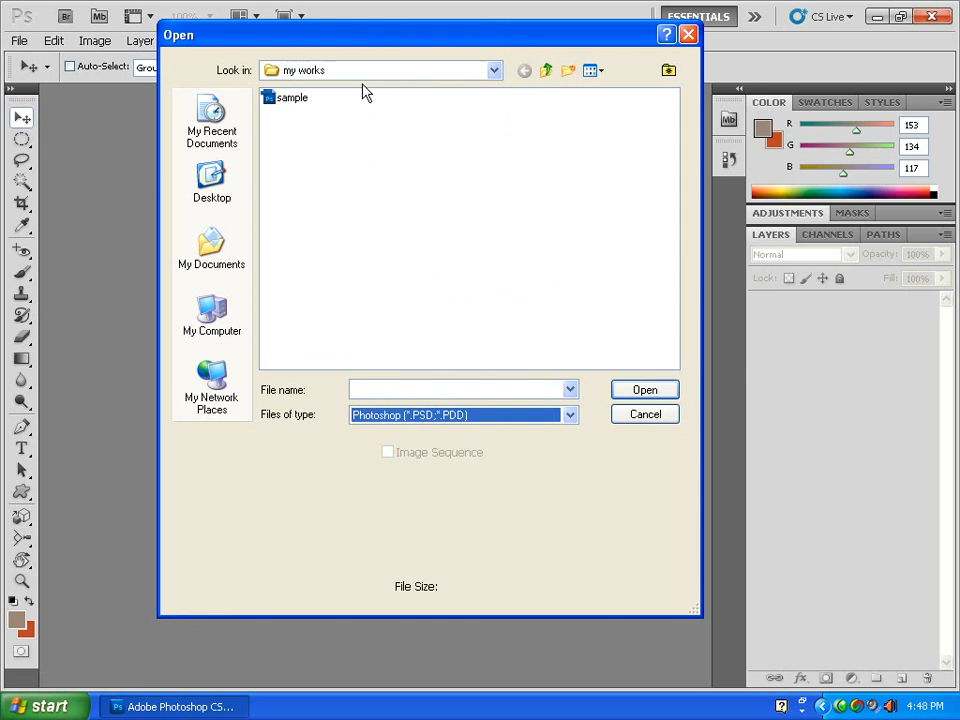 Ps Br Mb 100% ESSENTIALS CS Live
File Edit Image Layer
Auto-Select: Grou
Open
Look in: my works
sample
My Recent
Documents
Desktop
My Documents
My Computer
My Network
Places
File name: Open
Files of type: Photoshop (*.PSD;*.PDD) Cancel
Image Sequence
File Size:
Mb
COLOR SWATCHES STYLES
R 153
G 134
B 117
ADJUSTMENTS MASKS
LAYERS CHANNELS PATHS
Normal Opacity: 100%
Lock: Fill: 100%
start Adobe Photoshop CS... 4:48 PM